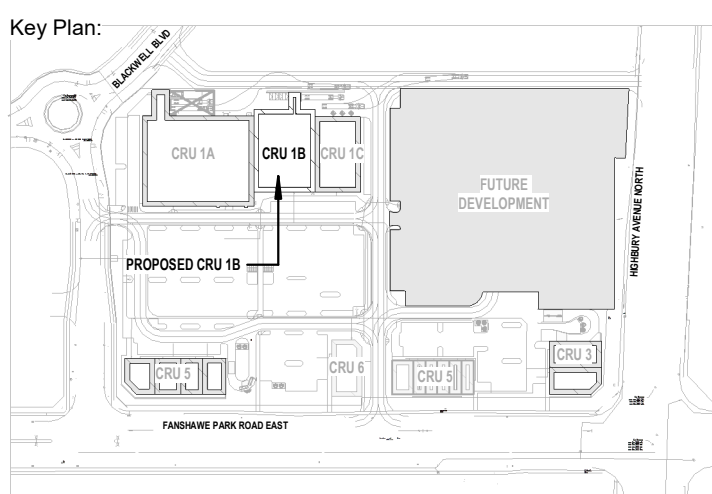 Key Plan:
BLACKWELL BLVD
CRU 1A
CRU 1B
CRU 1C
FUTURE
DEVELOPMENT
HIGHBURY AVENUE NORTH
PROPOSED CRU 1B
CRU 5
CRU 6
CRU 5
CRU 3
FANSHAWE PARK ROAD EAST